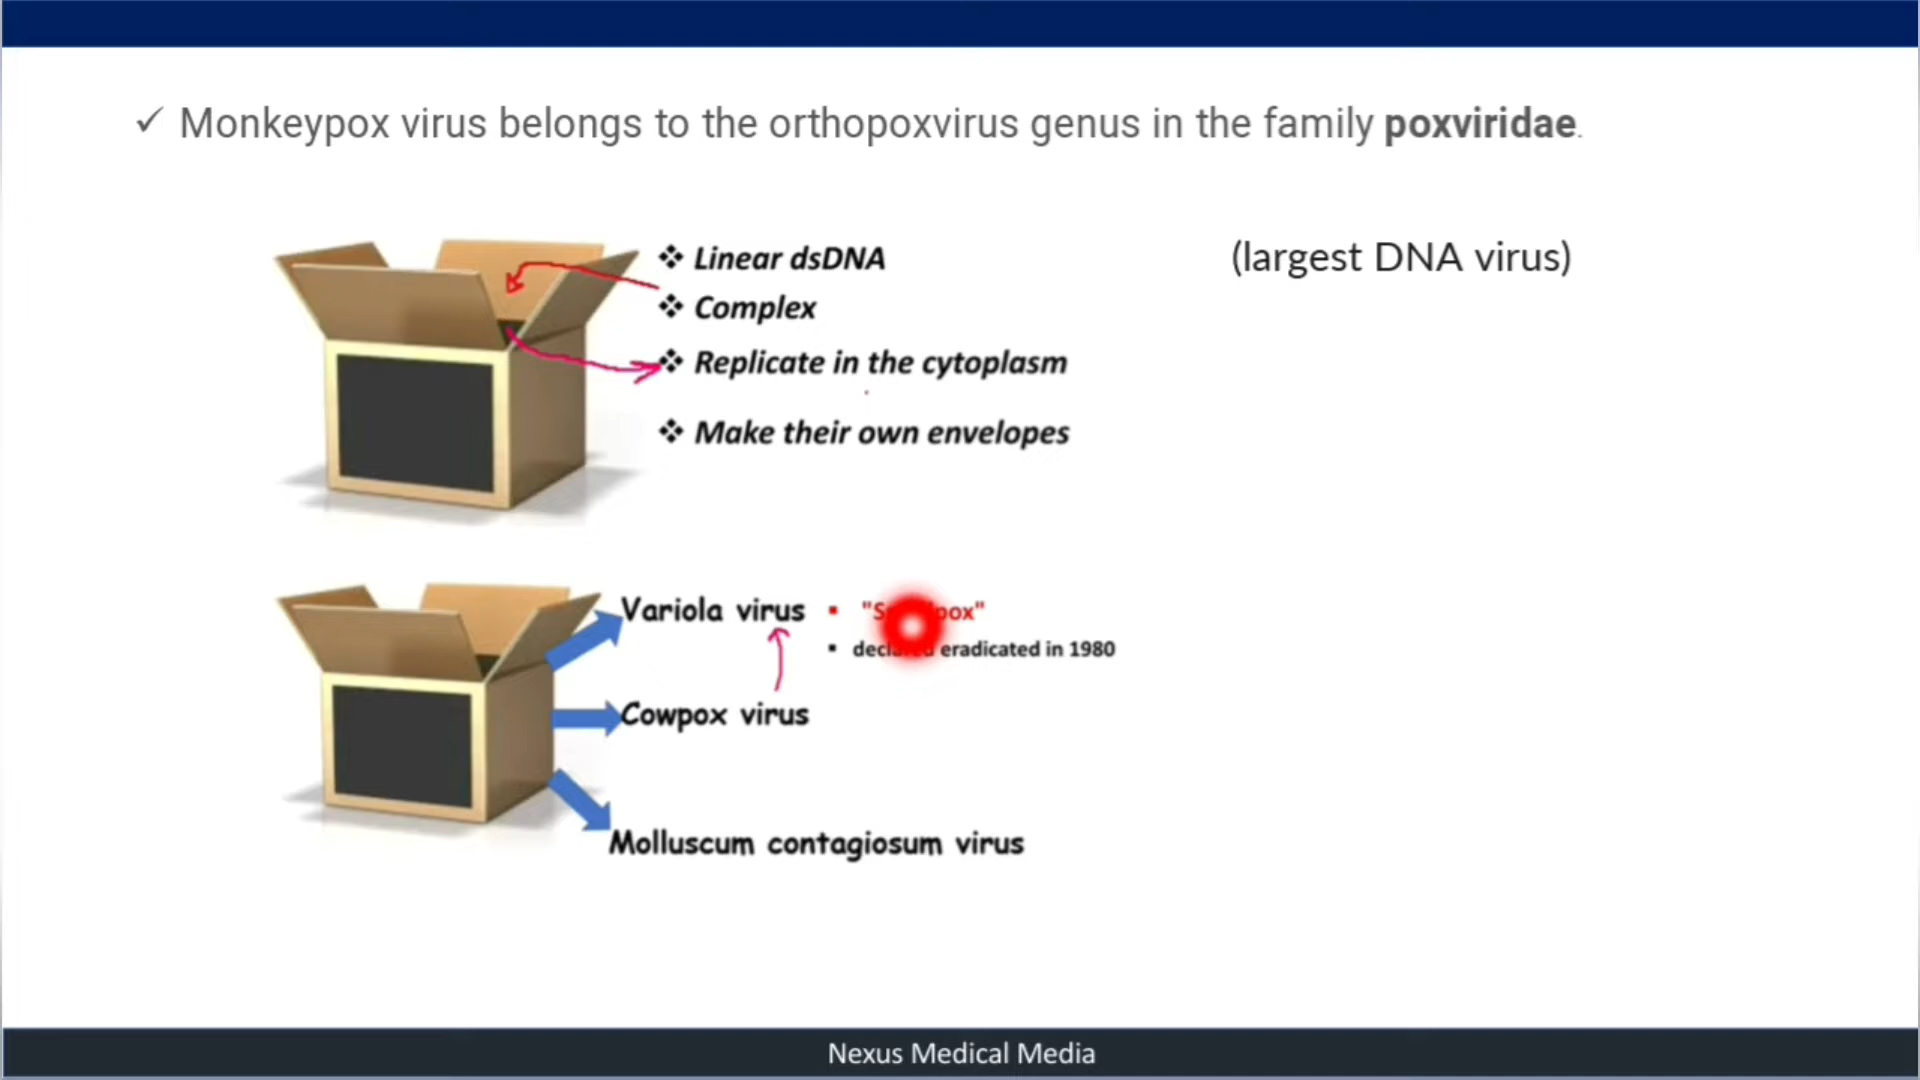 ✓ Monkeypox virus belongs to the orthopoxvirus genus in the family poxviridae.
❖ Linear dsDNA (largest DNA virus)
❖ Complex
❖ Replicate in the cytoplasm
❖ Make their own envelopes
Variola virus ▪ pox"
▪ eradicated in 1980
Cowpox virus
Molluscum contagiosum virus
Nexus Medical Media